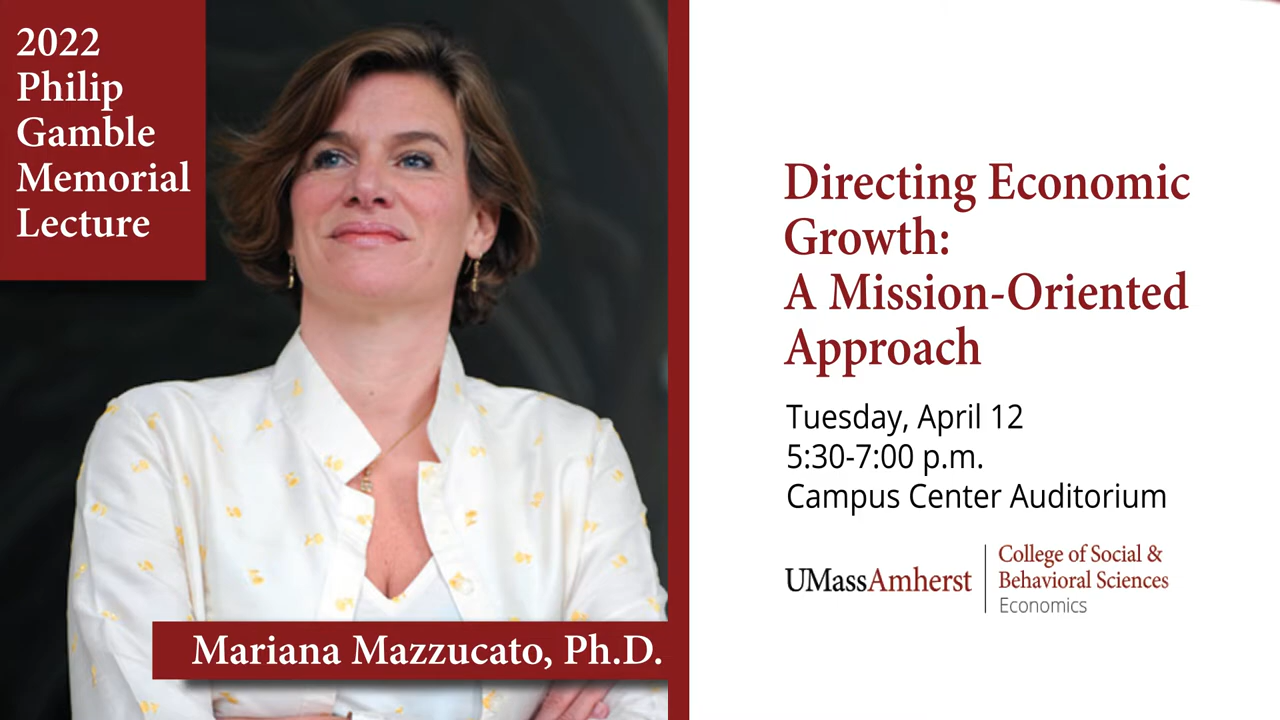 2022
Philip
Gamble
Memorial
Lecture
Mariana Mazzucato, Ph.D.
Directing Economic
Growth:
A Mission-Oriented
Approach
Tuesday, April 12
5:30-7:00 p.m.
Campus Center Auditorium
UMassAmherst
College of Social &
Behavioral Sciences
Economics